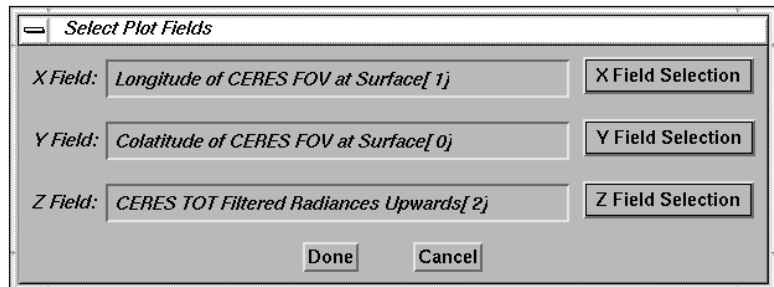 Select Plot Fields
X Field: Longitude of CERES FOV at Surface[ 1] X Field Selection
Y Field: Colatitude of CERES FOV at Surface[ 0] Y Field Selection
Z Field: CERES TOT Filtered Radiances Upwards[ 2] Z Field Selection
Done Cancel